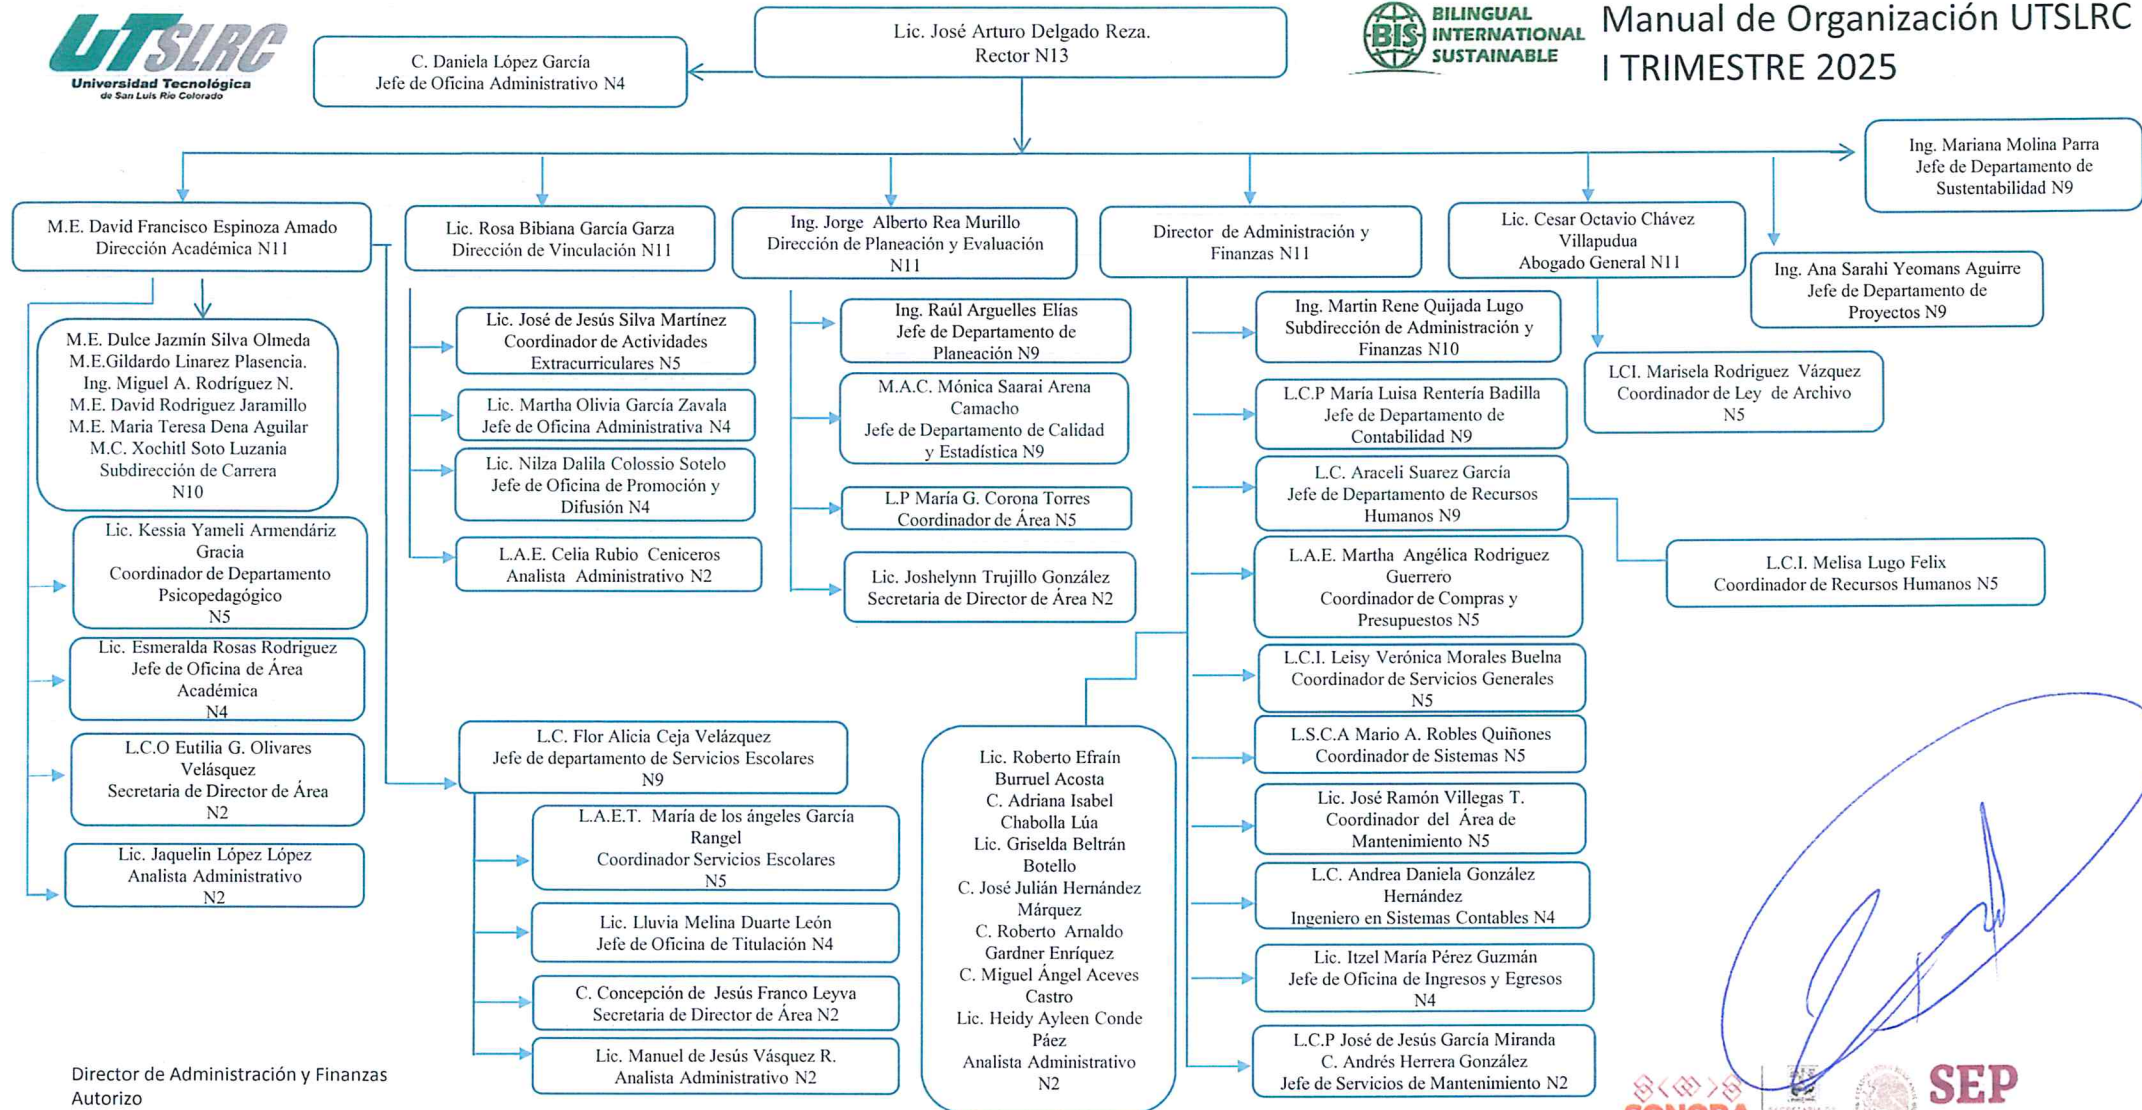 UTSLRC
Universidad Tecnológica
de San Luis Río Colorado
C. Daniela López García
Jefe de Oficina Administrativo N4
Lic. José Arturo Delgado Reza.
Rector N13
BIS
BILINGUAL
INTERNATIONAL
SUSTAINABLE
Manual de Organización UTSLRC
I TRIMESTRE 2025
Ing. Mariana Molina Parra
Jefe de Departamento de
Sustentabilidad N9
M.E. David Francisco Espinoza Amado
Dirección Académica N11
Lic. Rosa Bibiana García Garza
Dirección de Vinculación N11
Ing. Jorge Alberto Rea Murillo
Dirección de Planeación y Evaluación
N11
Director de Administración y
Finanzas N11
Lic. Cesar Octavio Chávez
Villapudua
Abogado General N11
Ing. Ana Sarahi Yeomans Aguirre
Jefe de Departamento de
Proyectos N9
M.E. Dulce Jazmín Silva Olmeda
M.E.Gildardo Linarez Plasencia.
Ing. Miguel A. Rodríguez N.
M.E. David Rodriguez Jaramillo
M.E. Maria Teresa Dena Aguilar
M.C. Xochitl Soto Luzania
Subdirección de Carrera
N10
Lic. Kessia Yameli Armendáriz
Gracia
Coordinador de Departamento
Psicopedagógico
N5
Lic. Esmeralda Rosas Rodriguez
Jefe de Oficina de Área
Académica
N4
L.C.O Eutilia G. Olivares
Velásquez
Secretaria de Director de Área
N2
Lic. Jaquelin López López
Analista Administrativo
N2
Lic. José de Jesús Silva Martínez
Coordinador de Actividades
Extracurriculares N5
Lic. Martha Olivia García Zavala
Jefe de Oficina Administrativa N4
Lic. Nilza Dalila Colossio Sotelo
Jefe de Oficina de Promoción y
Difusión N4
L.A.E. Celia Rubio Ceniceros
Analista Administrativo N2
L.C. Flor Alicia Ceja Velázquez
Jefe de departamento de Servicios Escolares
N9
L.A.E.T. María de los ángeles García
Rangel
Coordinador Servicios Escolares
N5
Lic. Lluvia Melina Duarte León
Jefe de Oficina de Titulación N4
C. Concepción de Jesús Franco Leyva
Secretaria de Director de Área N2
Lic. Manuel de Jesús Vásquez R.
Analista Administrativo N2
Ing. Raúl Arguelles Elías
Jefe de Departamento de
Planeación N9
M.A.C. Mónica Saarai Arena
Camacho
Jefe de Departamento de Calidad
y Estadística N9
L.P María G. Corona Torres
Coordinador de Área N5
Lic. Joshelynn Trujillo González
Secretaria de Director de Área N2
Lic. Roberto Efraín
Burruel Acosta
C. Adriana Isabel
Chabolla Lúa
Lic. Griselda Beltrán
Botello
C. José Julián Hernández
Márquez
C. Roberto Arnaldo
Gardner Enríquez
C. Miguel Ángel Aceves
Castro
Lic. Heidy Ayleen Conde
Páez
Analista Administrativo
N2
Ing. Martin Rene Quijada Lugo
Subdirección de Administración y
Finanzas N10
L.C.P María Luisa Rentería Badilla
Jefe de Departamento de
Contabilidad N9
L.C. Araceli Suarez García
Jefe de Departamento de Recursos
Humanos N9
L.A.E. Martha Angélica Rodriguez
Guerrero
Coordinador de Compras y
Presupuestos N5
L.C.I. Leisy Verónica Morales Buelna
Coordinador de Servicios Generales
N5
L.S.C.A Mario A. Robles Quiñones
Coordinador de Sistemas N5
Lic. José Ramón Villegas T.
Coordinador del Área de
Mantenimiento N5
L.C. Andrea Daniela González
Hernández
Ingeniero en Sistemas Contables N4
Lic. Itzel María Pérez Guzmán
Jefe de Oficina de Ingresos y Egresos
N4
L.C.P José de Jesús García Miranda
C. Andrés Herrera González
Jefe de Servicios de Mantenimiento N2
LCI. Marisela Rodriguez Vázquez
Coordinador de Ley de Archivo
N5
L.C.I. Melisa Lugo Felix
Coordinador de Recursos Humanos N5
Director de Administración y Finanzas
Autorizo
SONORA
SEP